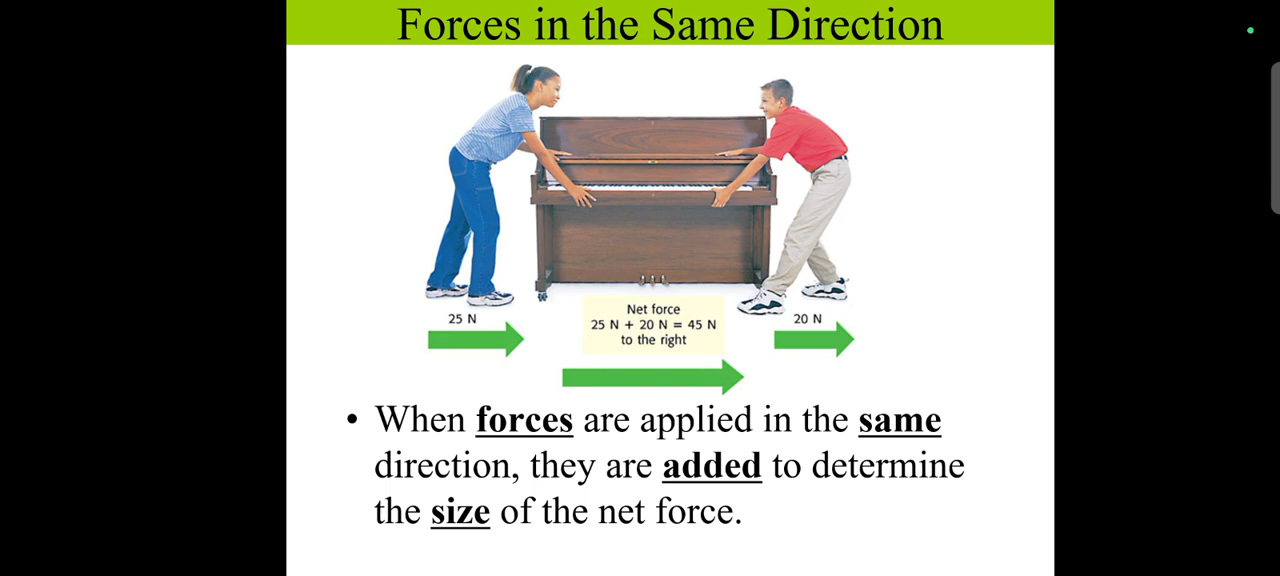 Forces in the Same Direction
25 N
Net force
25 N + 20 N = 45 N
to the right
20 N
• When forces are applied in the same
direction, they are added to determine
the size of the net force.